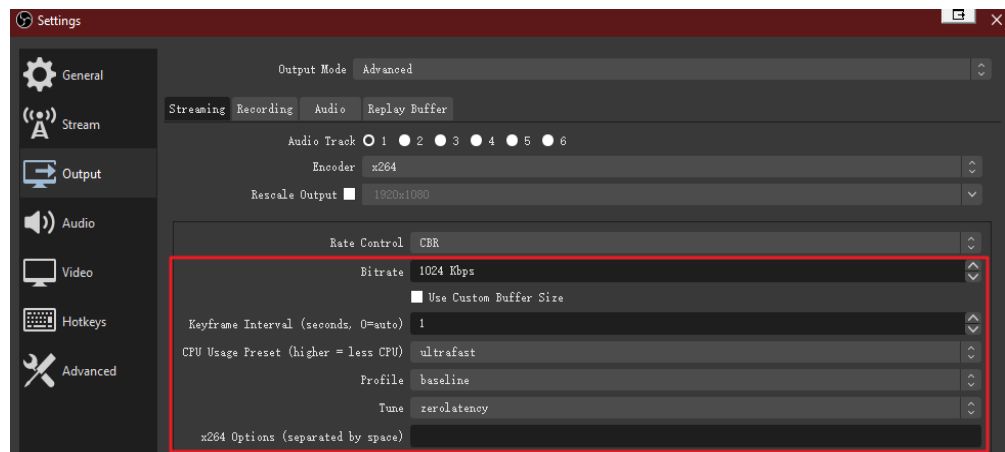 Settings
General
Stream
Output
Audio
Video
Hotkeys
Advanced
Output Mode Advanced
Streaming Recording Audio Replay Buffer
Audio Track 1 2 3 4 5 6
Encoder x264
Rescale Output 1920x1080
Rate Control CBR
Bitrate 1024 Kbps
Use Custom Buffer Size
Keyframe Interval (seconds, 0=auto) 1
CPU Usage Preset (higher = less CPU) ultrafast
Profile baseline
Tune zerolatency
x264 Options (separated by space)